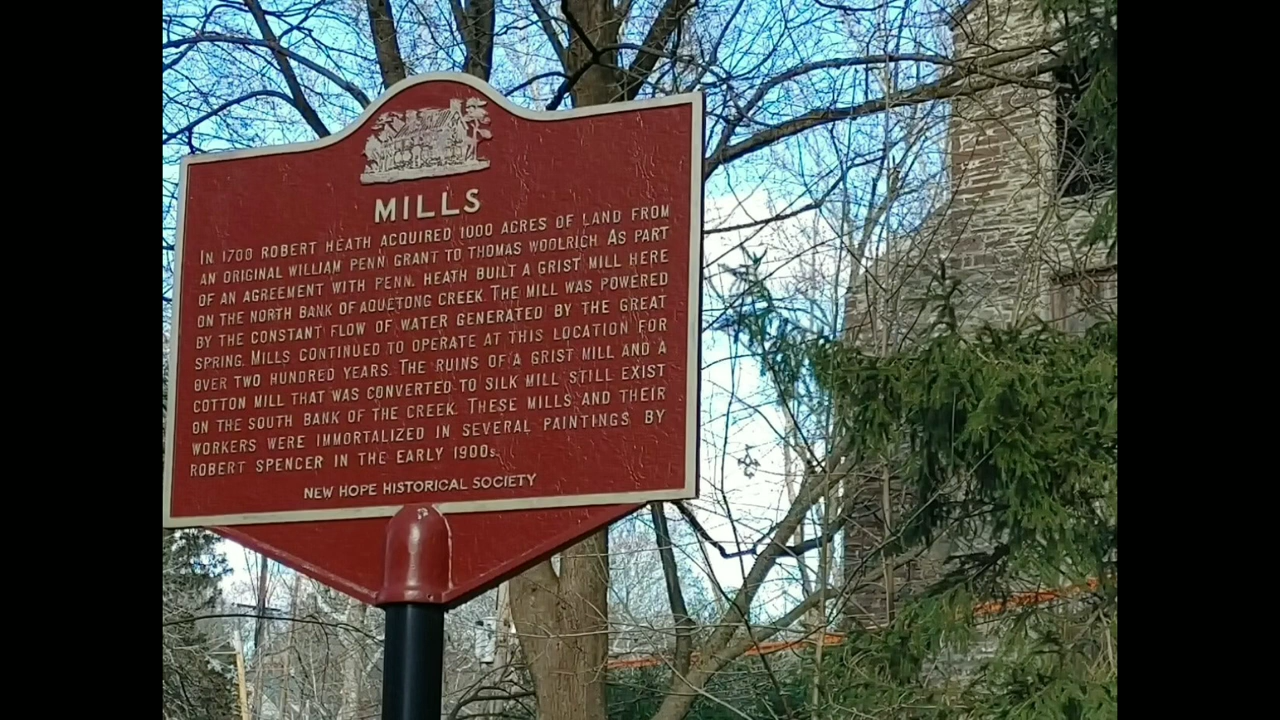 MILLS
IN 1700 ROBERT HEATH ACQUIRED 1000 ACRES OF LAND FROM
AN ORIGINAL WILLIAM PENN GRANT TO THOMAS WOOLRICH. AS PART
OF AN AGREEMENT WITH PENN, HEATH BUILT A GRIST MILL HERE
ON THE NORTH BANK OF AQUETONG CREEK. THE MILL WAS POWERED
BY THE CONSTANT FLOW OF WATER GENERATED BY THE GREAT
SPRING. MILLS CONTINUED TO OPERATE AT THIS LOCATION FOR
OVER TWO HUNDRED YEARS. THE RUINS OF A GRIST MILL AND A
COTTON MILL THAT WAS CONVERTED TO SILK MILL STILL EXIST
ON THE SOUTH BANK OF THE CREEK. THESE MILLS AND THEIR
WORKERS WERE IMMORTALIZED IN SEVERAL PAINTINGS BY
ROBERT SPENCER IN THE EARLY 1900s.
NEW HOPE HISTORICAL SOCIETY